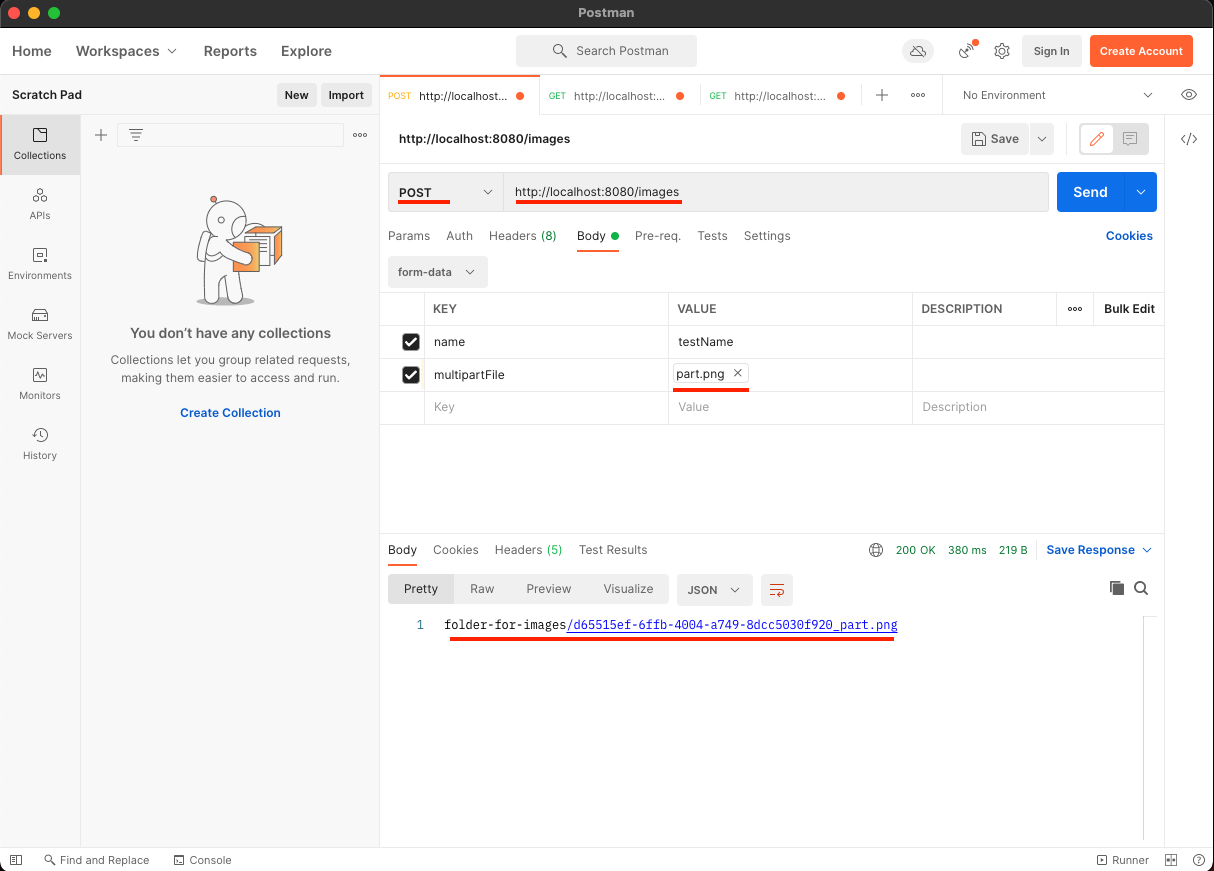 Postman
Home Workspaces Reports Explore Search Postman Sign In Create Account
Scratch Pad New Import
POST http://localhost... GET http://localhost:... GET http://localhost:... No Environment
Collections
APIs
Environments
Mock Servers
Monitors
History
You don’t have any collections
Collections let you group related requests,
making them easier to access and run.
Create Collection
http://localhost:8080/images Save
POST http://localhost:8080/images Send
Params Auth Headers (8) Body Pre-req. Tests Settings Cookies
form-data
KEY VALUE DESCRIPTION Bulk Edit
name testName
multipartFile part.png
Key Value Description
Body Cookies Headers (5) Test Results 200 OK 380 ms 219 B Save Response
Pretty Raw Preview Visualize JSON
1 folder-for-images/d65515ef-6ffb-4004-a749-8dcc5030f920_part.png
Find and Replace Console Runner